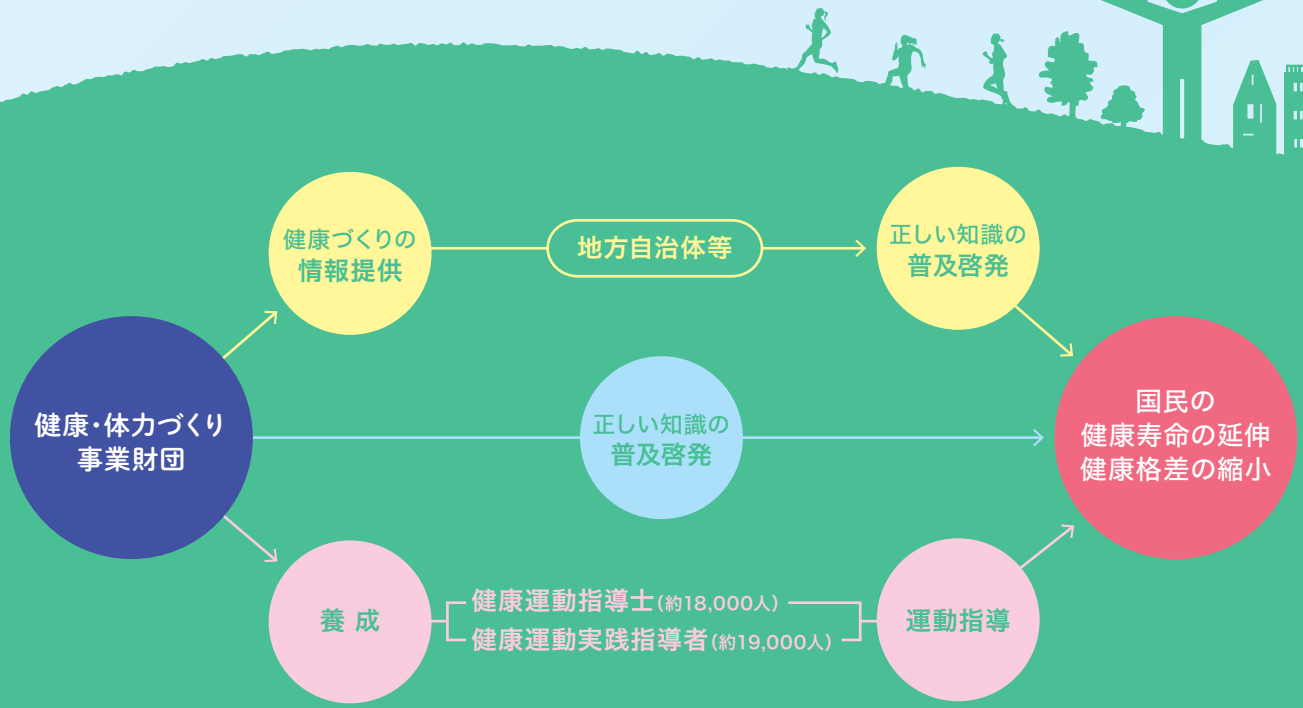 健康づくりの
情報提供
地方自治体等
正しい知識の
普及啓発
健康・体力づくり
事業財団
正しい知識の
普及啓発
国民の
健康寿命の延伸
健康格差の縮小
養 成
健康運動指導士(約18,000人)
健康運動実践指導者(約19,000人)
運動指導